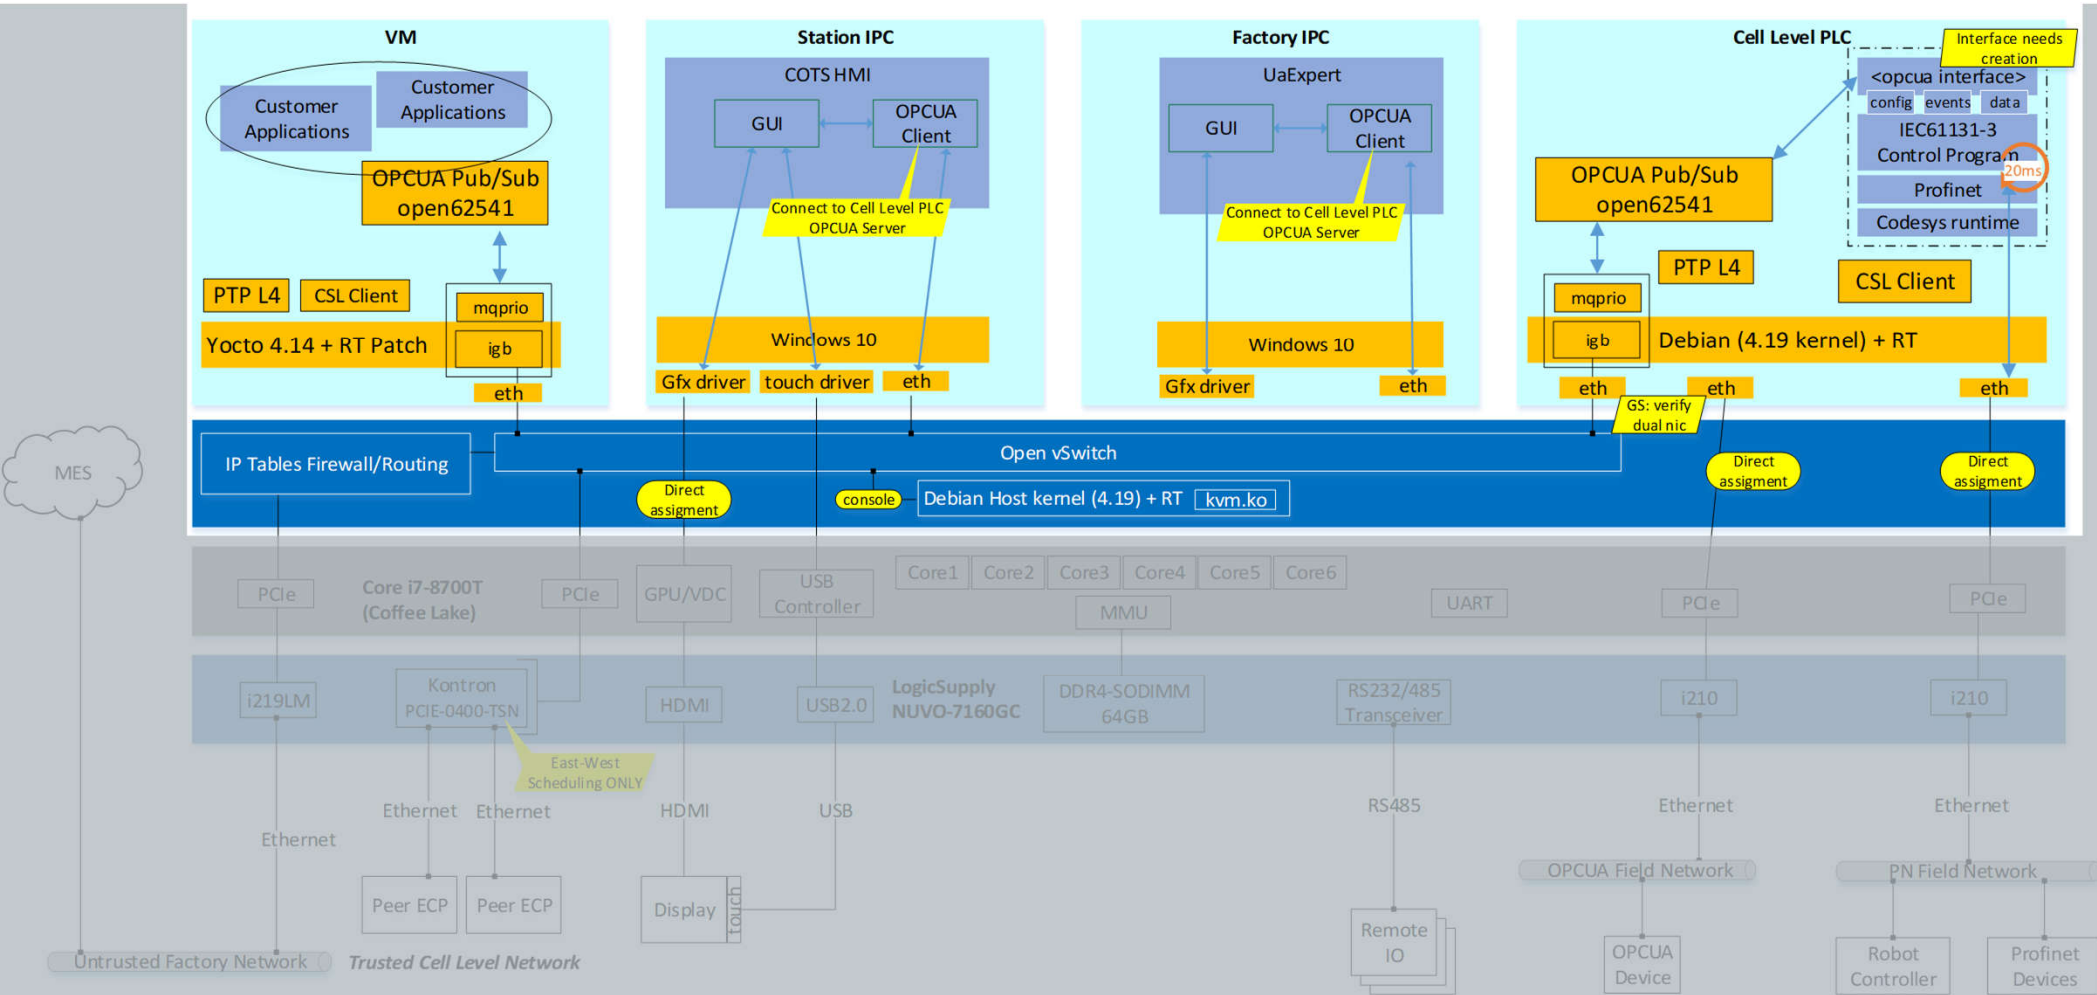 VM
Customer
Applications
Customer
Applications
OPCUA Pub/Sub
open62541
PTP L4
CSL Client
mqprio
Yocto 4.14 + RT Patch
igb
eth
Station IPC
COTS HMI
GUI
OPCUA
Client
Connect to Cell Level PLC
OPCUA Server
Windows 10
Gfx driver
touch driver
eth
Factory IPC
UaExpert
GUI
OPCUA
Client
Connect to Cell Level PLC
OPCUA Server
Windows 10
Gfx driver
eth
Cell Level PLC
Interface needs
creation
<opcua interface>
config
events
data
IEC61131-3
Control Program
20ms
Profinet
Codesys runtime
OPCUA Pub/Sub
open62541
PTP L4
CSL Client
mqprio
igb
Debian (4.19 kernel) + RT
eth
eth
eth
GS: verify
dual nic
IP Tables Firewall/Routing
Open vSwitch
Direct
assigment
console
Debian Host kernel (4.19) + RT
kvm.ko
Direct
assigment
Direct
assigment
MES
PCIe
Core i7-8700T
(Coffee Lake)
PCIe
GPU/VDC
USB
Controller
Core1
Core2
Core3
Core4
Core5
Core6
MMU
UART
PCIe
PCIe
i219LM
Kontron
PCIE-0400-TSN
HDMI
USB2.0
LogicSupply
NUVO-7160GC
DDR4-SODIMM
64GB
RS232/485
Transceiver
i210
i210
East-West
Scheduling ONLY
Ethernet
Ethernet
Ethernet
HDMI
USB
RS485
Ethernet
Ethernet
OPCUA Field Network
PN Field Network
Peer ECP
Peer ECP
Display
touch
Remote
IO
OPCUA
Device
Robot
Controller
Profinet
Devices
Untrusted Factory Network
Trusted Cell Level Network